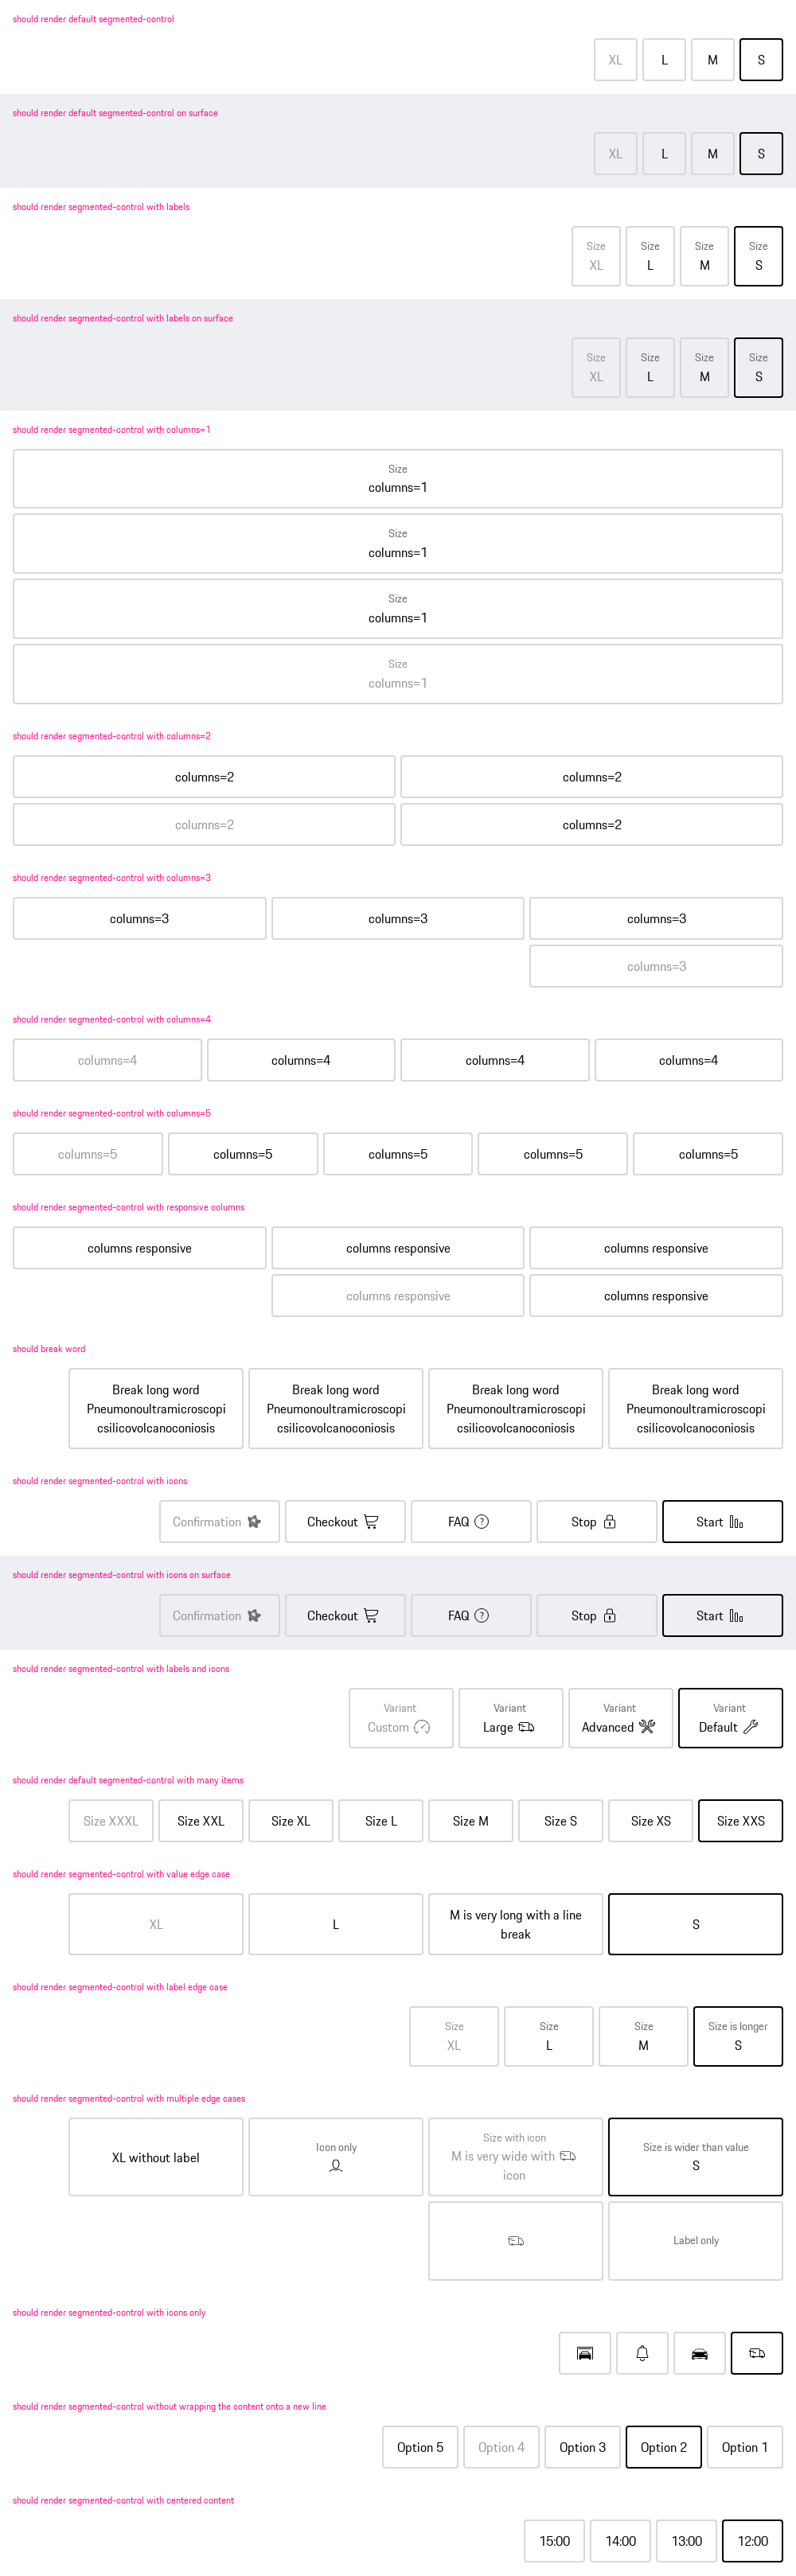 should render default segmented-control
XL L M S
should render default segmented-control on surface
XL L M S
should render segmented-control with labels
Size Size Size Size
XL L M S
should render segmented-control with labels on surface
Size Size Size Size
XL L M S
should render segmented-control with columns=1
Size
columns=1
Size
columns=1
Size
columns=1
Size
columns=1
should render segmented-control with columns=2
columns=2 columns=2
columns=2 columns=2
should render segmented-control with columns=3
columns=3 columns=3 columns=3
columns=3
should render segmented-control with columns=4
columns=4 columns=4 columns=4 columns=4
should render segmented-control with columns=5
columns=5 columns=5 columns=5 columns=5 columns=5
should render segmented-control with responsive columns
columns responsive columns responsive columns responsive
columns responsive columns responsive
should break word
Break long word Break long word Break long word Break long word
Pneumonoultramicroscopi Pneumonoultramicroscopi Pneumonoultramicroscopi Pneumonoultramicroscopi
csilicovolcanoconiosis csilicovolcanoconiosis csilicovolcanoconiosis csilicovolcanoconiosis
should render segmented-control with icons
Confirmation Checkout FAQ Stop Start
should render segmented-control with icons on surface
Confirmation Checkout FAQ Stop Start
should render segmented-control with labels and icons
Variant Variant Variant Variant
Custom Large Advanced Default
should render default segmented-control with many items
Size XXXL Size XXL Size XL Size L Size M Size S Size XS Size XXS
should render segmented-control with value edge case
XL L M is very long with a line S
break
should render segmented-control with label edge case
Size Size Size Size is longer
XL L M S
should render segmented-control with multiple edge cases
XL without label Icon only Size with icon Size is wider than value
M is very wide with S
icon
Label only
should render segmented-control with icons only
should render segmented-control without wrapping the content onto a new line
Option 5 Option 4 Option 3 Option 2 Option 1
should render segmented-control with centered content
15:00 14:00 13:00 12:00